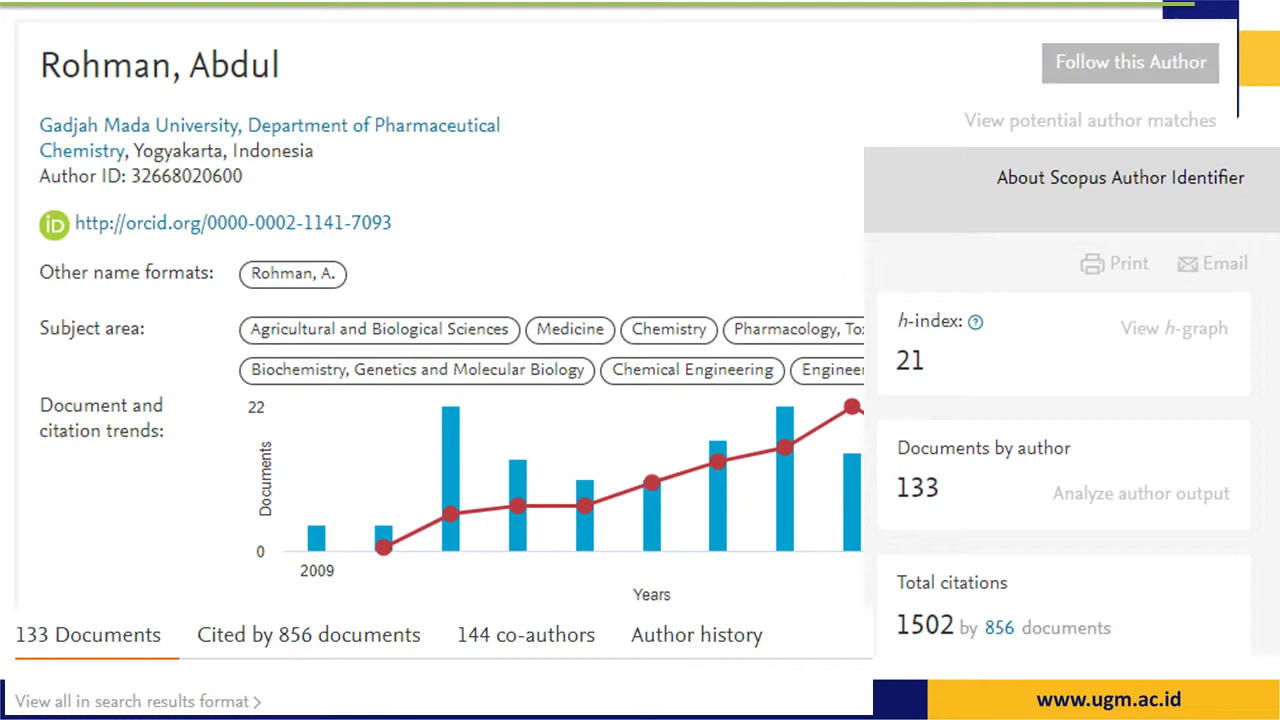 Rohman, Abdul
Follow this Author
View potential author matches
Gadjah Mada University, Department of Pharmaceutical
Chemistry, Yogyakarta, Indonesia
Author ID: 32668020600
About Scopus Author Identifier
iD http://orcid.org/0000-0002-1141-7093
Print Email
Other name formats: Rohman, A.
Subject area: Agricultural and Biological Sciences Medicine Chemistry Pharmacology,
Biochemistry, Genetics and Molecular Biology Chemical Engineering
h-index:
View h-graph
21
Document and
citation trends:
22
Documents
0
2009
Years
Documents by author
133
Analyze author output
Total citations
1502 by 856 documents
133 Documents Cited by 856 documents 144 co-authors Author history
View all in search results format >
www.ugm.ac.id